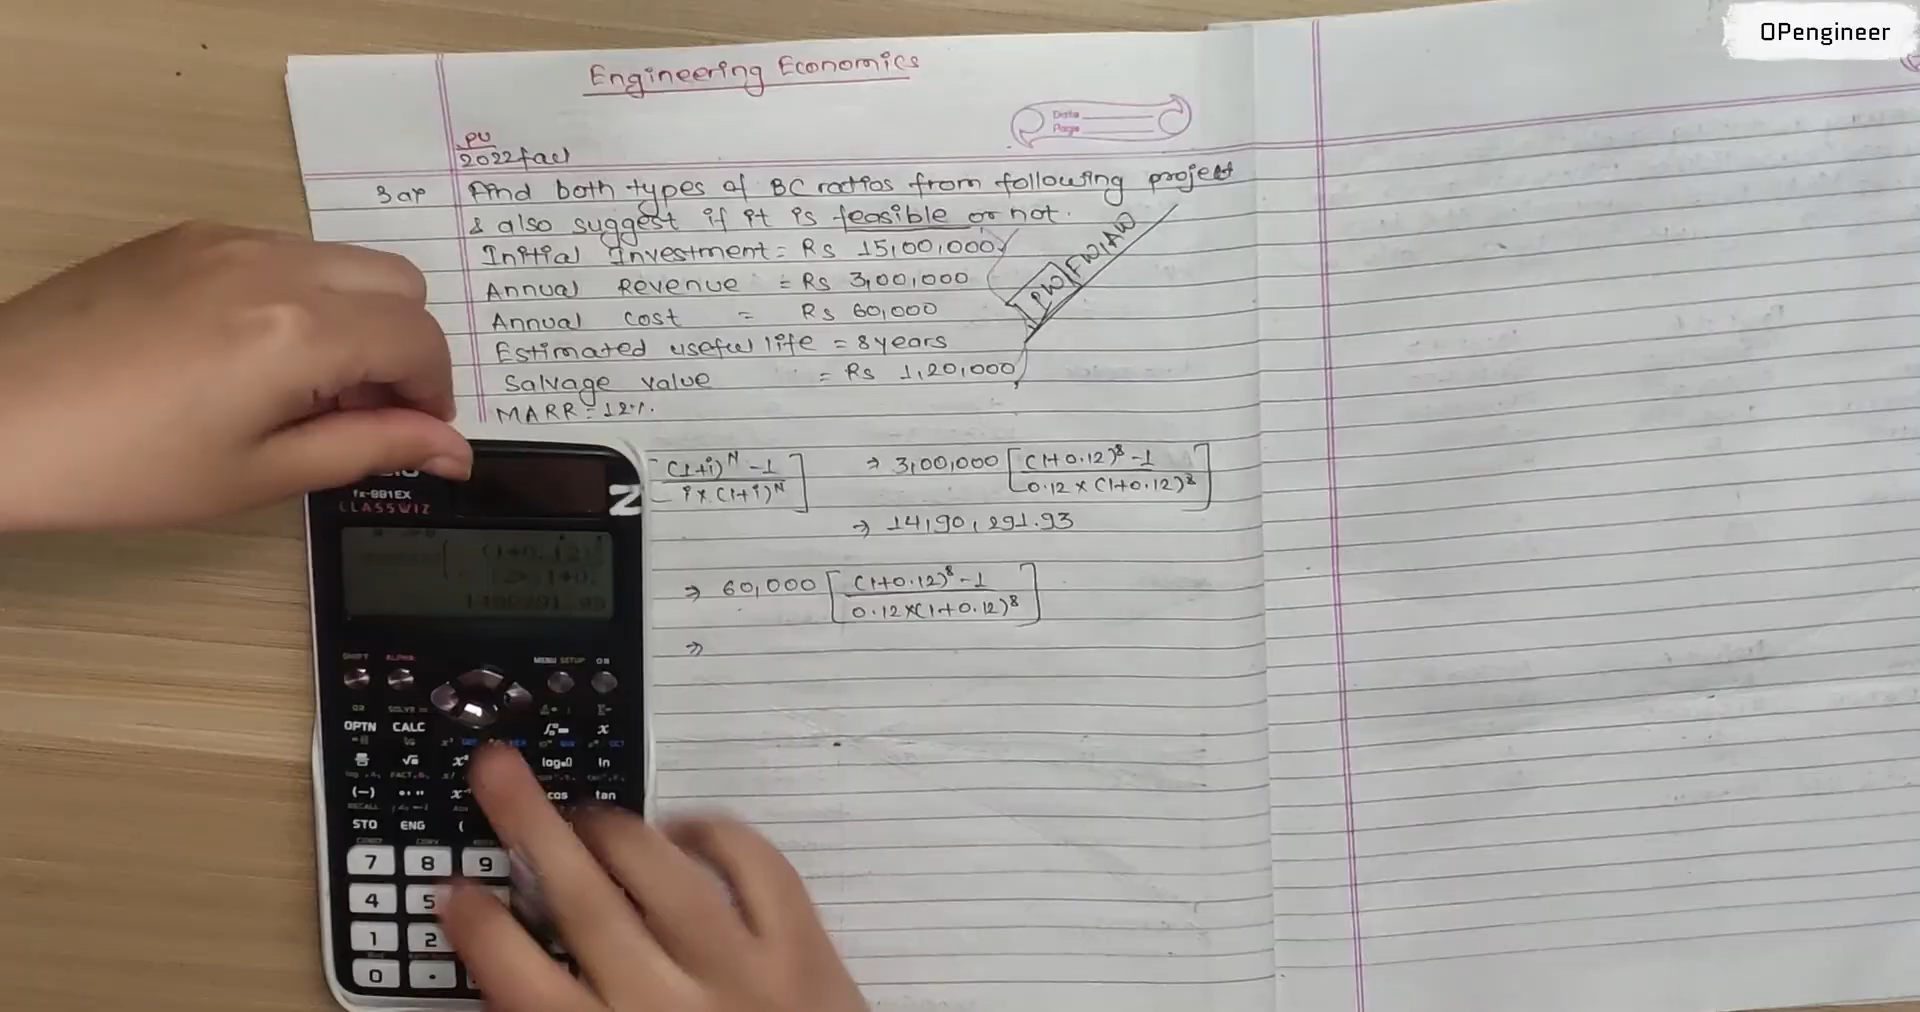 OPengineer
Engineering Economics
Date
Page
PU
2022 fall
3 a) Find both types of BC ratios from following project
& also suggest if it is feasible or not.
Initial Investment = Rs 15,00,000
Annual Revenue = Rs 3,00,000
Annual cost = Rs 60,000
Estimated useful life = 8 years
Salvage value = Rs 1,20,000
MARR = 12%.
PW/FW/AW
[(1+i)^N - 1 / i × (1+i)^N] ⇒ 3,00,000 [(1+0.12)^8 - 1 / 0.12 × (1+0.12)^8]
⇒ 14,90,291.93
⇒ 60,000 [(1+0.12)^8 - 1 / 0.12×(1+0.12)^8]
⇒
fx-991EX
CLASSWIZ
N
SHIFT ALPHA MENU SETUP ON
OPTN CALC x
log ln
(−) cos tan
STO ENG (
7 8 9
4 5
1 2
0 .